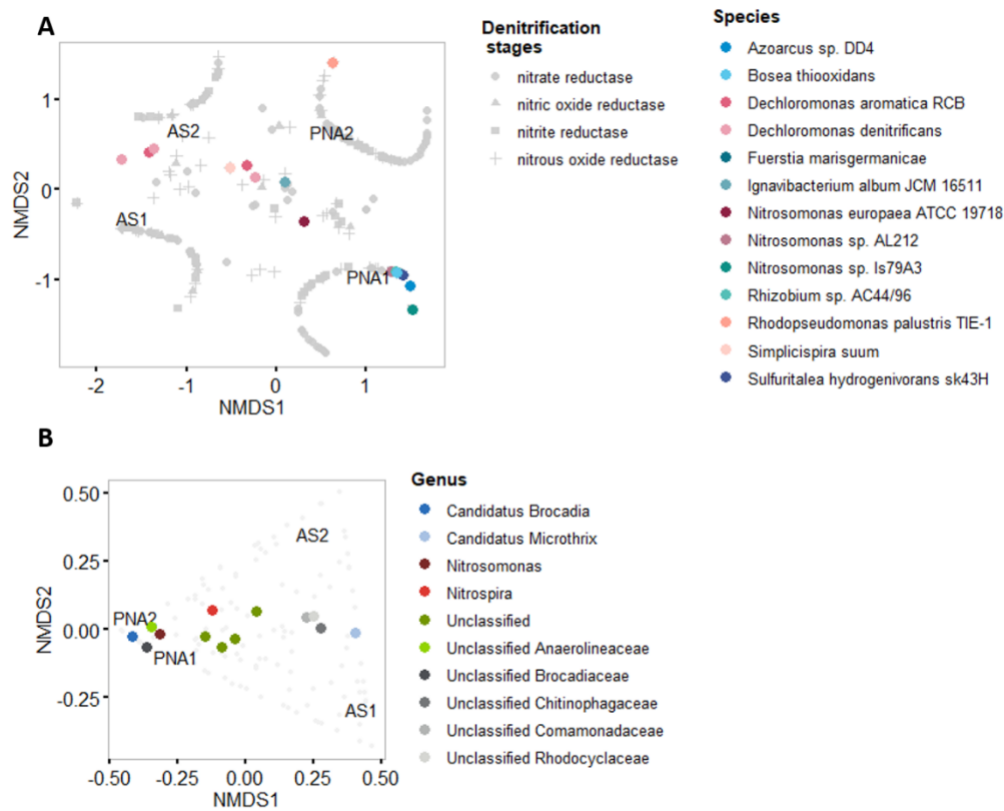 A
Denitrification
stages
nitrate reductase
nitric oxide reductase
nitrite reductase
nitrous oxide reductase
Species
Azoarcus sp. DD4
Bosea thiooxidans
Dechloromonas aromatica RCB
Dechloromonas denitrificans
Fuerstia marisgermanicae
Ignavibacterium album JCM 16511
Nitrosomonas europaea ATCC 19718
Nitrosomonas sp. AL212
Nitrosomonas sp. Is79A3
Rhizobium sp. AC44/96
Rhodopseudomonas palustris TIE-1
Simplicispira suum
Sulfuritalea hydrogenivorans sk43H
NMDS2
1
0
-1
AS2
PNA2
AS1
PNA1
-2
-1
0
1
NMDS1
B
Genus
Candidatus Brocadia
Candidatus Microthrix
Nitrosomonas
Nitrospira
Unclassified
Unclassified Anaerolineaceae
Unclassified Brocadiaceae
Unclassified Chitinophagaceae
Unclassified Comamonadaceae
Unclassified Rhodocyclaceae
NMDS2
0.50
0.25
0.00
-0.25
AS2
PNA2
PNA1
AS1
-0.50
-0.25
0.00
0.25
0.50
NMDS1